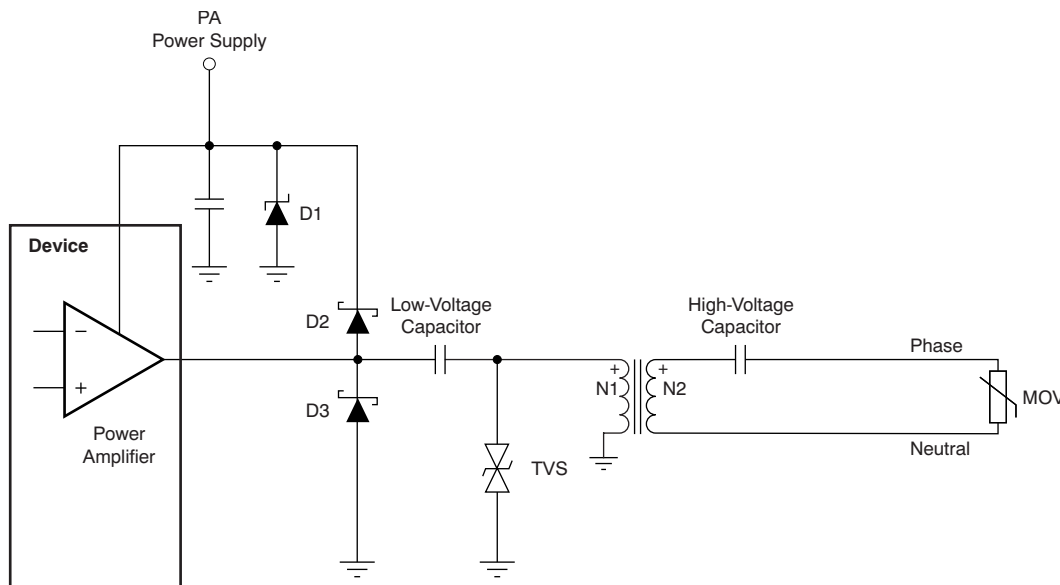 PA
Power Supply
D1
Device
D2
Low-Voltage
Capacitor
High-Voltage
Capacitor
Phase
−
+
D3
+
N1
+
N2
MOV
Power
Amplifier
TVS
Neutral